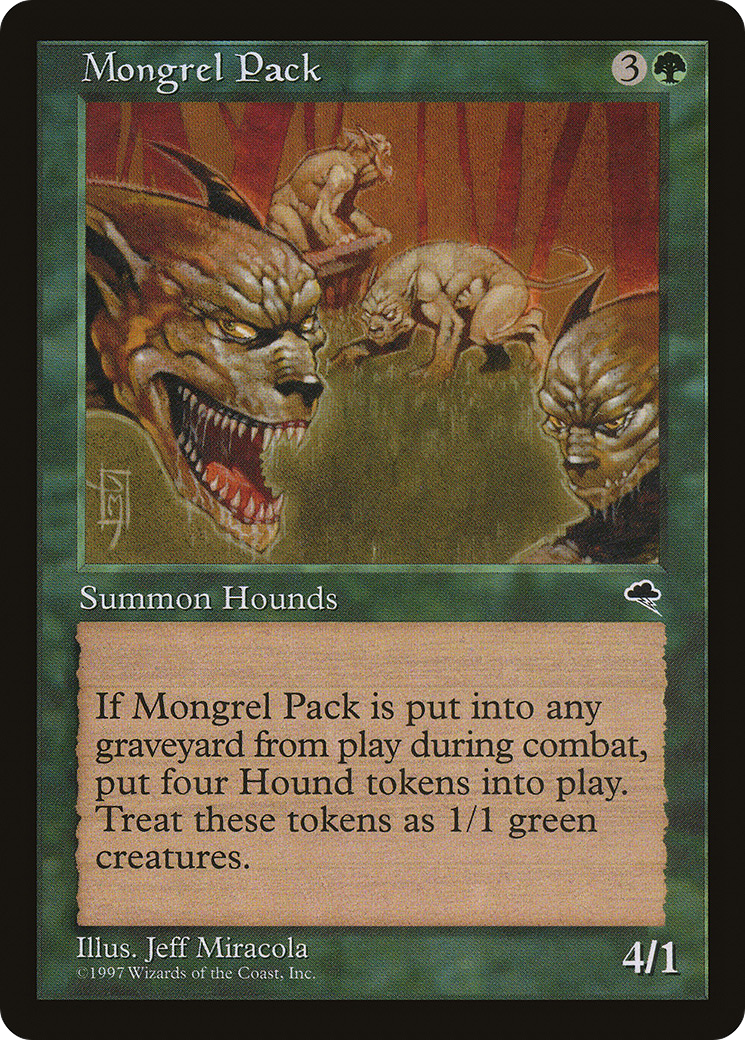 Mongrel Pack 3
Summon Hounds
If Mongrel Pack is put into any
graveyard from play during combat,
put four Hound tokens into play.
Treat these tokens as 1/1 green
creatures.
Illus. Jeff Miracola
©1997 Wizards of the Coast, Inc.
4/1